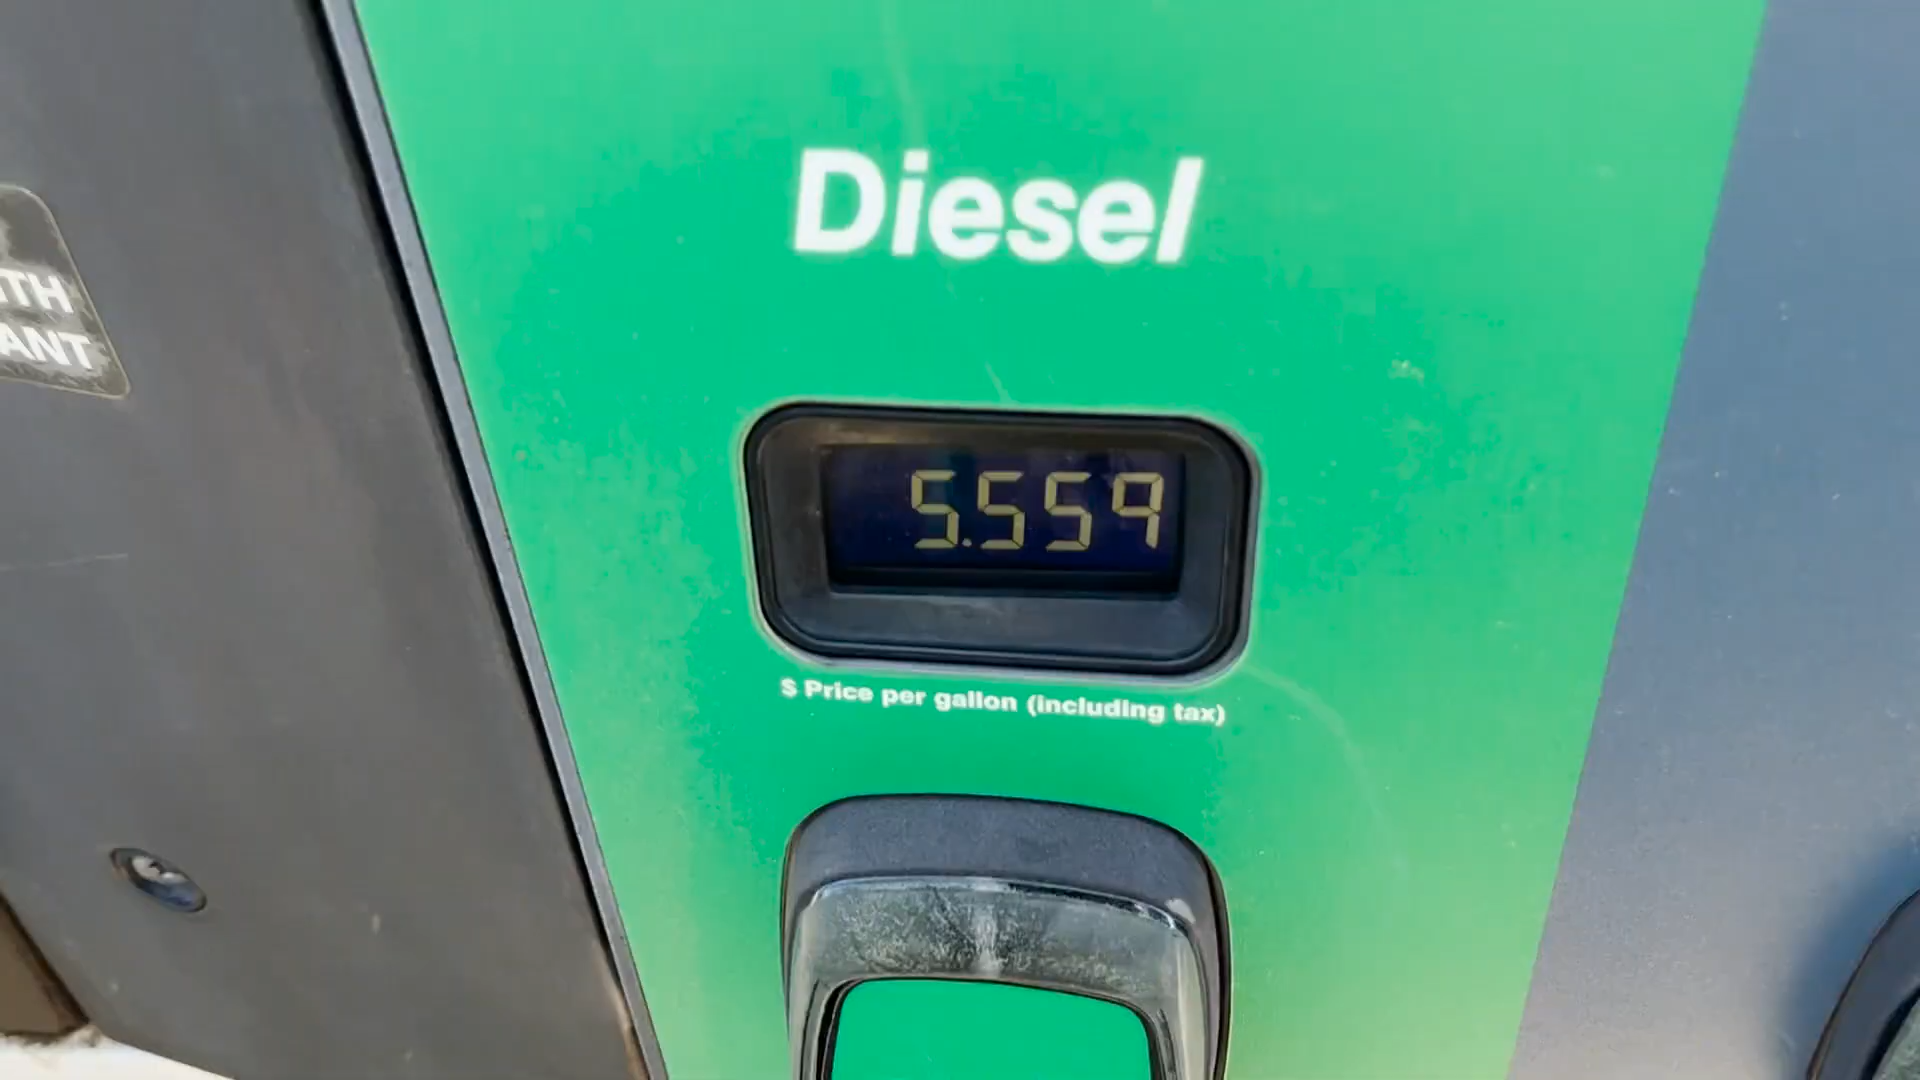 Diesel
5.559
$ Price per gallon (including tax)